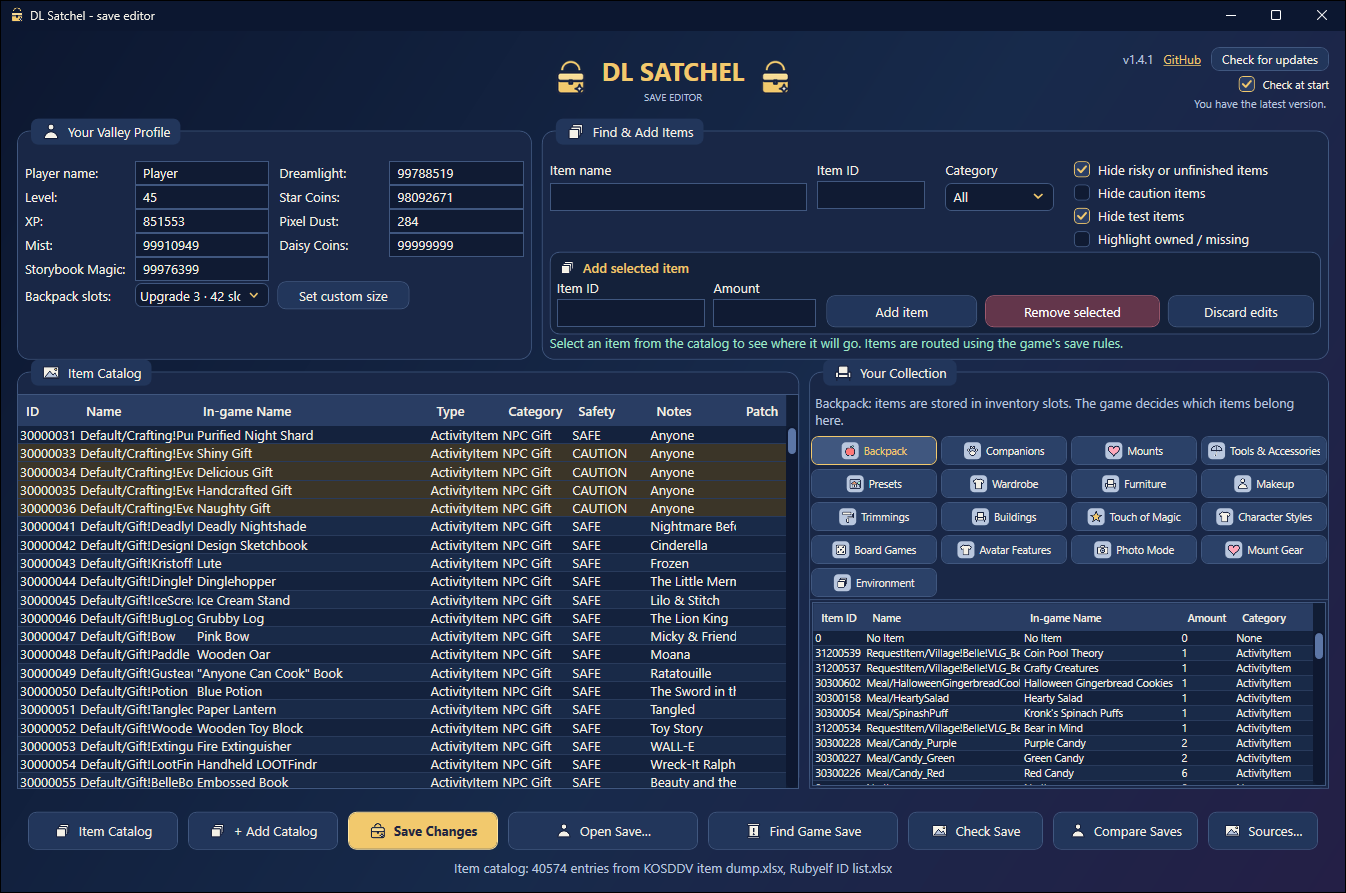 DL Satchel - save editor
DL SATCHEL
SAVE EDITOR
v1.4.1 GitHub Check for updates
Check at start
You have the latest version.
Your Valley Profile
Player name: Player Dreamlight: 99788519
Level: 45 Star Coins: 98092671
XP: 851553 Pixel Dust: 284
Mist: 99910949 Daisy Coins: 99999999
Storybook Magic: 99976399
Backpack slots: Upgrade 3 · 42 slc Set custom size
Find & Add Items
Item name Item ID Category
All
Hide risky or unfinished items
Hide caution items
Hide test items
Highlight owned / missing
Add selected item
Item ID Amount
Add item Remove selected Discard edits
Select an item from the catalog to see where it will go. Items are routed using the game's save rules.
Item Catalog
ID Name In-game Name Type Category Safety Notes Patch
30000031 Default/Crafting!Pur Purified Night Shard ActivityItem NPC Gift SAFE Anyone
30000033 Default/Crafting!Eve Shiny Gift ActivityItem NPC Gift CAUTION Anyone
30000034 Default/Crafting!Eve Delicious Gift ActivityItem NPC Gift CAUTION Anyone
30000035 Default/Crafting!Eve Handcrafted Gift ActivityItem NPC Gift CAUTION Anyone
30000036 Default/Crafting!Eve Naughty Gift ActivityItem NPC Gift CAUTION Anyone
30000041 Default/Gift!Deadly Deadly Nightshade ActivityItem NPC Gift SAFE Nightmare Befo
30000042 Default/Gift!Design Design Sketchbook ActivityItem NPC Gift SAFE Cinderella
30000043 Default/Gift!Kristoff Lute ActivityItem NPC Gift SAFE Frozen
30000044 Default/Gift!Dingleh Dinglehopper ActivityItem NPC Gift SAFE The Little Merm
30000045 Default/Gift!IceScrea Ice Cream Stand ActivityItem NPC Gift SAFE Lilo & Stitch
30000046 Default/Gift!BugLog Grubby Log ActivityItem NPC Gift SAFE The Lion King
30000047 Default/Gift!Bow Pink Bow ActivityItem NPC Gift SAFE Micky & Friend
30000048 Default/Gift!Paddle Wooden Oar ActivityItem NPC Gift SAFE Moana
30000049 Default/Gift!Gusteau "Anyone Can Cook" Book ActivityItem NPC Gift SAFE Ratatouille
30000050 Default/Gift!Potion Blue Potion ActivityItem NPC Gift SAFE The Sword in th
30000051 Default/Gift!Tangled Paper Lantern ActivityItem NPC Gift SAFE Tangled
30000052 Default/Gift!Woode Wooden Toy Block ActivityItem NPC Gift SAFE Toy Story
30000053 Default/Gift!Extingu Fire Extinguisher ActivityItem NPC Gift SAFE WALL-E
30000054 Default/Gift!LootFin Handheld LOOTFindr ActivityItem NPC Gift SAFE Wreck-It Ralph
30000055 Default/Gift!BelleBo Embossed Book ActivityItem NPC Gift SAFE Beauty and the
Your Collection
Backpack: items are stored in inventory slots. The game decides which items belong
here.
Backpack Companions Mounts Tools & Accessories
Presets Wardrobe Furniture Makeup
Trimmings Buildings Touch of Magic Character Styles
Board Games Avatar Features Photo Mode Mount Gear
Environment
Item ID Name In-game Name Amount Category
0 No Item No Item 0 None
31200539 RequestItem/Village!Belle!VLG_Be Coin Pool Theory 1 ActivityItem
31200537 RequestItem/Village!Belle!VLG_Be Crafty Creatures 1 ActivityItem
30300602 Meal/HalloweenGingerbreadCool Halloween Gingerbread Cookies 1 ActivityItem
30300158 Meal/HeartySalad Hearty Salad 1 ActivityItem
30300054 Meal/SpinashPuff Kronk's Spinach Puffs 1 ActivityItem
31200534 RequestItem/Village!Belle!VLG_Be Bear in Mind 1 ActivityItem
30300228 Meal/Candy_Purple Purple Candy 2 ActivityItem
30300227 Meal/Candy_Green Green Candy 2 ActivityItem
30300226 Meal/Candy_Red Red Candy 6 ActivityItem
Item Catalog + Add Catalog Save Changes Open Save... Find Game Save Check Save Compare Saves Sources...
Item catalog: 40574 entries from KOSDDV item dump.xlsx, Rubyelf ID list.xlsx